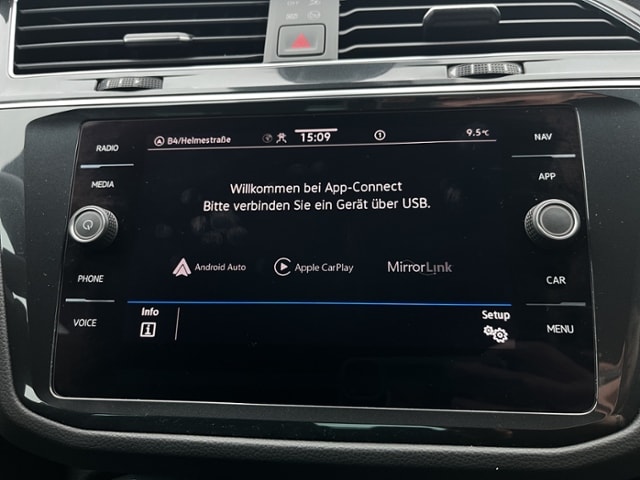 B4/Helmestraße
15:09
1
9.5°C
RADIO
MEDIA
PHONE
VOICE
Willkommen bei App-Connect
Bitte verbinden Sie ein Gerät über USB.
Android Auto
Apple CarPlay
MirrorLink
Info
Setup
NAV
APP
CAR
MENU